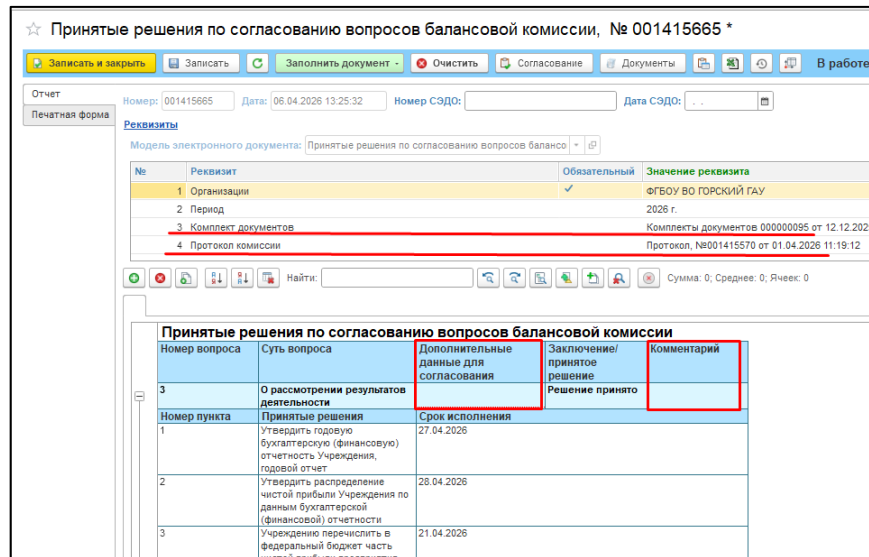 Принятые решения по согласованию вопросов балансовой комиссии, № 001415665 *
Записать и закрыть Записать Заполнить документ - Очистить Согласование Документы В работе
Отчет
Печатная форма
Номер: 001415665 Дата: 06.04.2026 13:25:32 Номер СЭДО: Дата СЭДО: . .
Реквизиты
Модель электронного документа: Принятые решения по согласованию вопросов балансо
№ Реквизит Обязательный Значение реквизита
1 Организации ФГБОУ ВО ГОРСКИЙ ГАУ
2 Период 2026 г.
3 Комплект документов Комплекты документов 000000095 от 12.12.202
4 Протокол комиссии Протокол, №001415570 от 01.04.2026 11:19:12
Найти: Сумма: 0; Среднее: 0; Ячеек: 0
Принятые решения по согласованию вопросов балансовой комиссии
Номер вопроса Суть вопроса Дополнительные Заключение/ Комментарий
данные для принятое
согласования решение
3 О рассмотрении результатов Решение принято
деятельности
Номер пункта Принятые решения Срок исполнения
1 Утвердить годовую 27.04.2026
бухгалтерскую (финансовую)
отчетность Учреждения,
годовой отчет
2 Утвердить распределение 28.04.2026
чистой прибыли Учреждения по
данным бухгалтерской
(финансовой) отчетности
3 Учреждению перечислить в 21.04.2026
федеральный бюджет часть